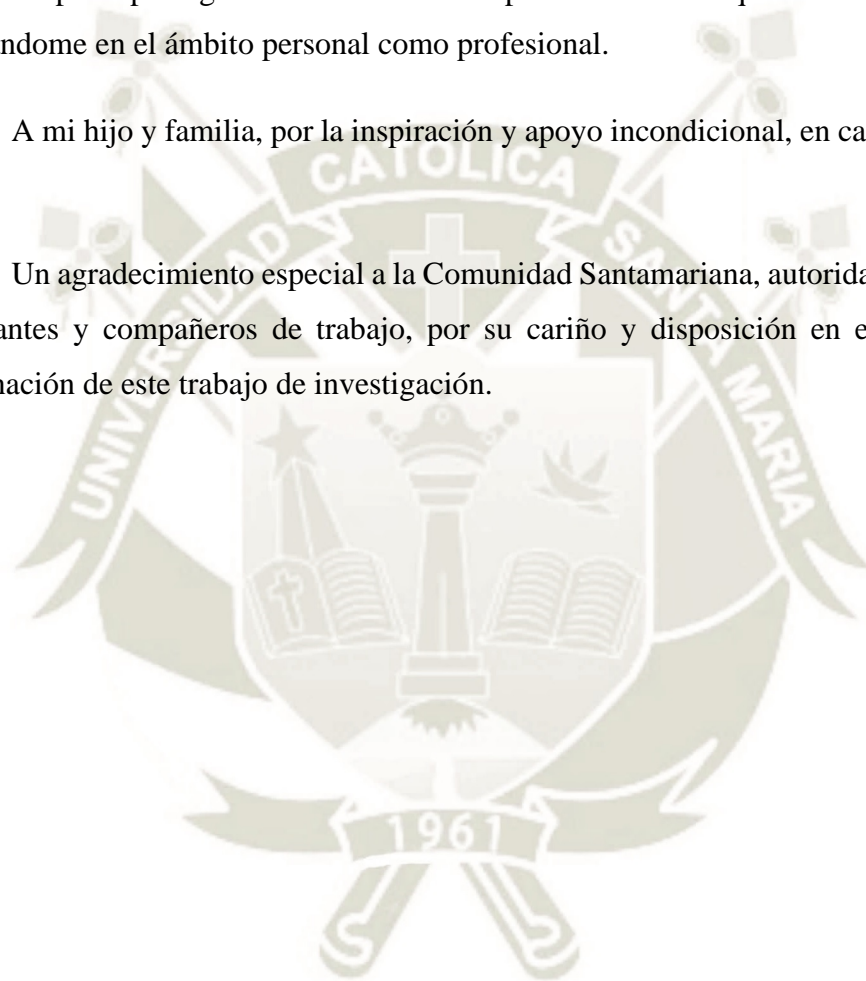 ndome en el ámbito personal como profesional.
A mi hijo y familia, por la inspiración y apoyo incondicional, en ca
Un agradecimiento especial a la Comunidad Santamariana, autorida
antes y compañeros de trabajo, por su cariño y disposición en e
nación de este trabajo de investigación.
UNIVERSIDAD CATOLICA SANTA MARIA
1961